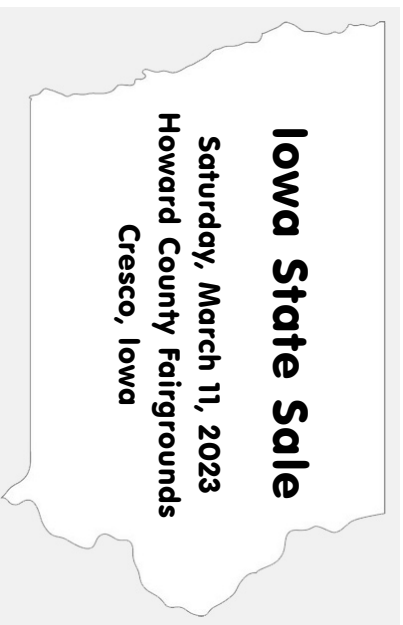 Iowa State Sale
Saturday, March 11, 2023
Howard County Fairgrounds
Cresco, Iowa